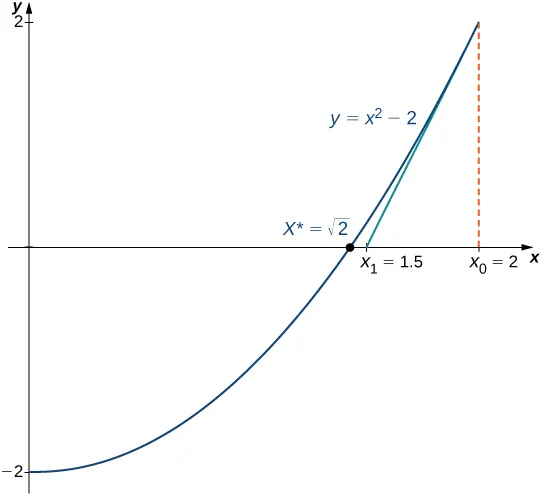 y
2
y = x² − 2
X* = √2
x₁ = 1.5
x₀ = 2
x
−2